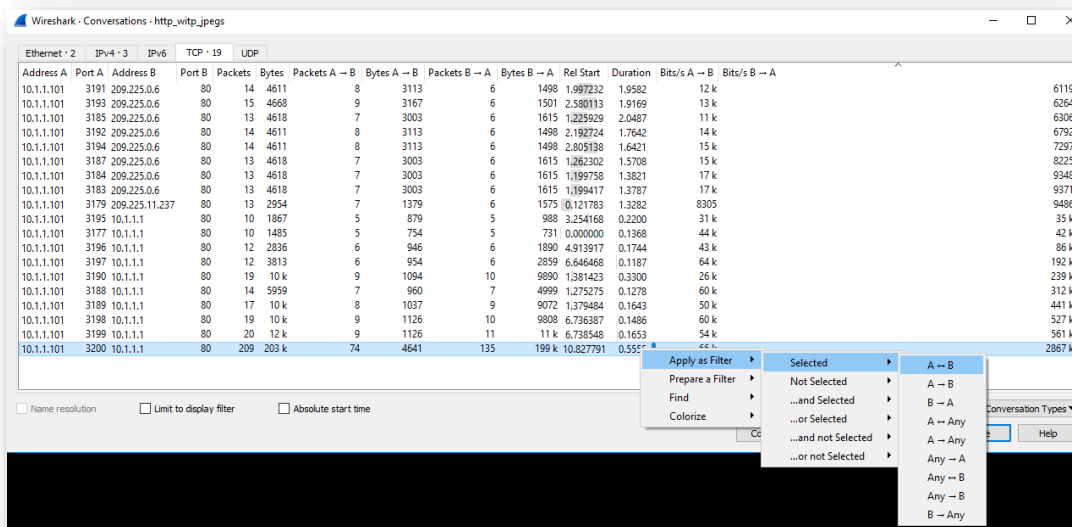 Wireshark · Conversations · http_witp_jpegs
Ethernet · 2 IPv4 · 3 IPv6 TCP · 19 UDP
Address A Port A Address B Port B Packets Bytes Packets A → B Bytes A → B Packets B → A Bytes B → A Rel Start Duration Bits/s A → B Bits/s B → A
10.1.1.101 3191 209.225.0.6 80 14 4611 8 3113 6 1498 1.997232 1.9582 12 k 6119
10.1.1.101 3193 209.225.0.6 80 15 4668 9 3167 6 1501 2.580113 1.9169 13 k 6264
10.1.1.101 3185 209.225.0.6 80 13 4618 7 3003 6 1615 1.225929 2.0487 11 k 6306
10.1.1.101 3192 209.225.0.6 80 14 4611 8 3113 6 1498 2.192724 1.7642 14 k 6792
10.1.1.101 3194 209.225.0.6 80 14 4611 8 3113 6 1498 2.805138 1.6421 15 k 7297
10.1.1.101 3187 209.225.0.6 80 13 4618 7 3003 6 1615 1.262302 1.5708 15 k 8225
10.1.1.101 3184 209.225.0.6 80 13 4618 7 3003 6 1615 1.199758 1.3821 17 k 9348
10.1.1.101 3183 209.225.0.6 80 13 4618 7 3003 6 1615 1.199417 1.3787 17 k 9371
10.1.1.101 3179 209.225.11.237 80 13 2954 7 1379 6 1575 0.121783 1.3282 8305 9486
10.1.1.101 3195 10.1.1.1 80 10 1867 5 879 5 988 3.254168 0.2200 31 k 35 k
10.1.1.101 3177 10.1.1.1 80 10 1485 5 754 5 731 0.000000 0.1368 44 k 42 k
10.1.1.101 3196 10.1.1.1 80 12 2836 6 946 6 1890 4.913917 0.1744 43 k 86 k
10.1.1.101 3197 10.1.1.1 80 12 3813 6 954 6 2859 6.646468 0.1187 64 k 192 k
10.1.1.101 3190 10.1.1.1 80 19 10 k 9 1094 10 9890 1.381423 0.3300 26 k 239 k
10.1.1.101 3188 10.1.1.1 80 14 5959 7 960 7 4999 1.275275 0.1278 60 k 312 k
10.1.1.101 3189 10.1.1.1 80 17 10 k 8 1037 9 9072 1.379484 0.1643 50 k 441 k
10.1.1.101 3198 10.1.1.1 80 19 10 k 9 1126 10 9808 6.736387 0.1486 60 k 527 k
10.1.1.101 3199 10.1.1.1 80 20 12 k 9 1126 11 11 k 6.738548 0.1653 54 k 561 k
10.1.1.101 3200 10.1.1.1 80 209 203 k 74 4641 135 199 k 10.827791 2867 k
Apply as Filter
Prepare a Filter
Find
Colorize
Selected
Not Selected
...and Selected
...or Selected
...and not Selected
...or not Selected
A ↔ B
A → B
B → A
A ↔ Any
A → Any
Any → A
Any ↔ B
Any → B
B → Any
Name resolution Limit to display filter Absolute start time Conversation Types
Help